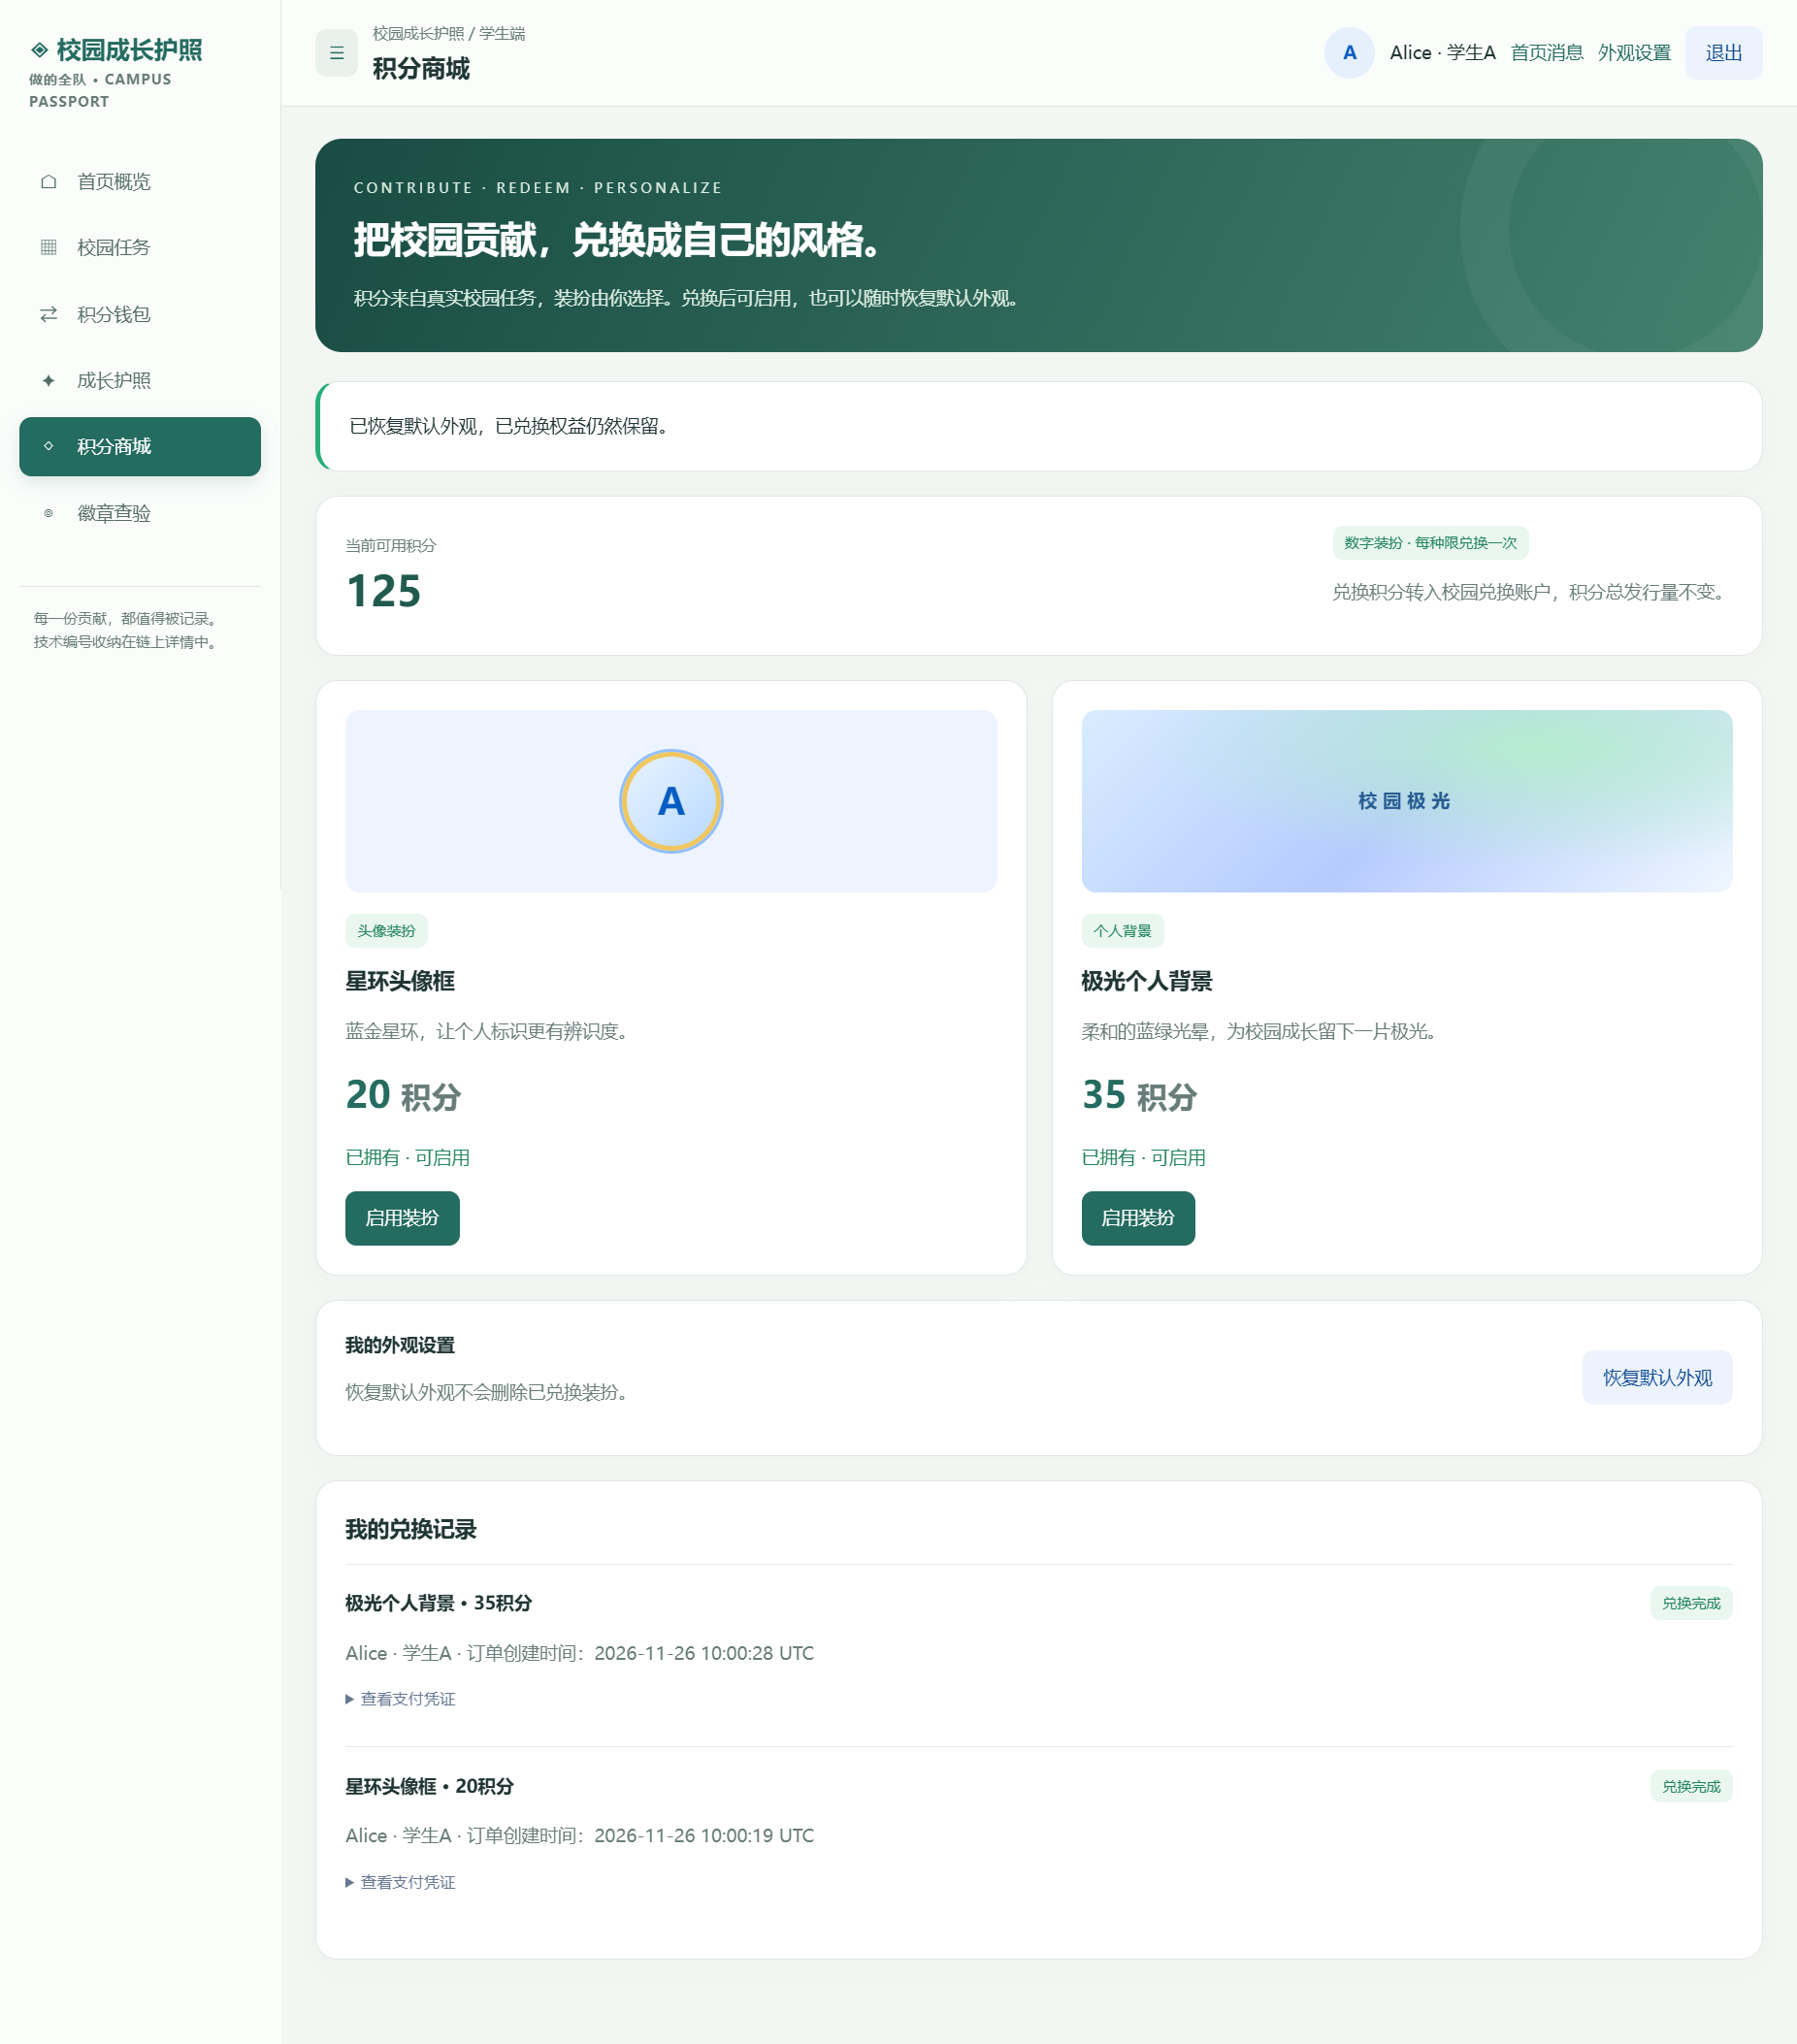 校园成长护照
做的全队 • CAMPUS
PASSPORT
首页概览
校园任务
积分钱包
成长护照
积分商城
徽章查验
每一份贡献，都值得被记录。
技术编号收纳在链上详情中。
校园成长护照 / 学生端
积分商城
A
Alice · 学生A
首页消息
外观设置
退出
CONTRIBUTE · REDEEM · PERSONALIZE
把校园贡献，兑换成自己的风格。
积分来自真实校园任务，装扮由你选择。兑换后可启用，也可以随时恢复默认外观。
已恢复默认外观，已兑换权益仍然保留。
当前可用积分
125
数字装扮 · 每种限兑换一次
兑换积分转入校园兑换账户，积分总发行量不变。
A
头像装扮
星环头像框
蓝金星环，让个人标识更有辨识度。
20 积分
已拥有 · 可启用
启用装扮
校园极光
个人背景
极光个人背景
柔和的蓝绿光晕，为校园成长留下一片极光。
35 积分
已拥有 · 可启用
启用装扮
我的外观设置
恢复默认外观不会删除已兑换装扮。
恢复默认外观
我的兑换记录
极光个人背景 • 35积分
兑换完成
Alice · 学生A · 订单创建时间：2026-11-26 10:00:28 UTC
查看支付凭证
星环头像框 • 20积分
兑换完成
Alice · 学生A · 订单创建时间：2026-11-26 10:00:19 UTC
查看支付凭证